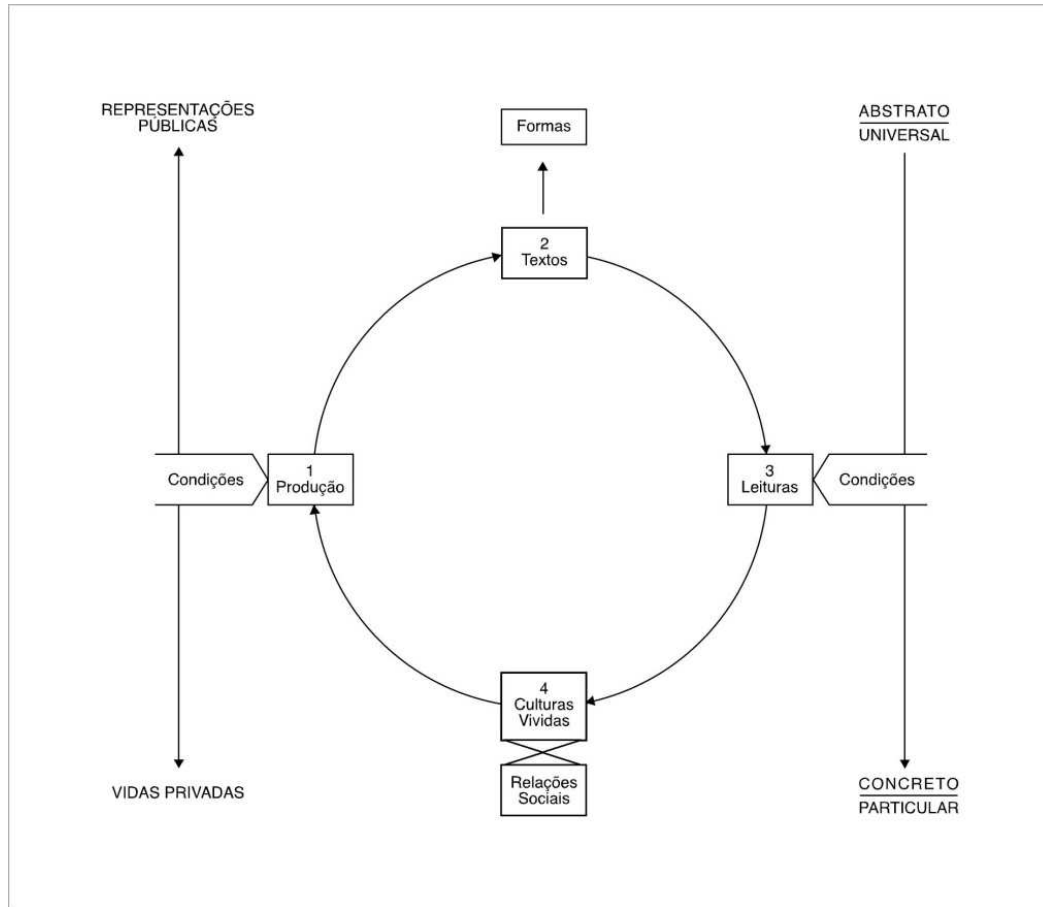 REPRESENTAÇÕES
PÚBLICAS
Formas
ABSTRATO
UNIVERSAL
2
Textos
Condições
1
Produção
3
Leituras
Condições
4
Culturas
Vividas
Relações
Sociais
VIDAS PRIVADAS
CONCRETO
PARTICULAR